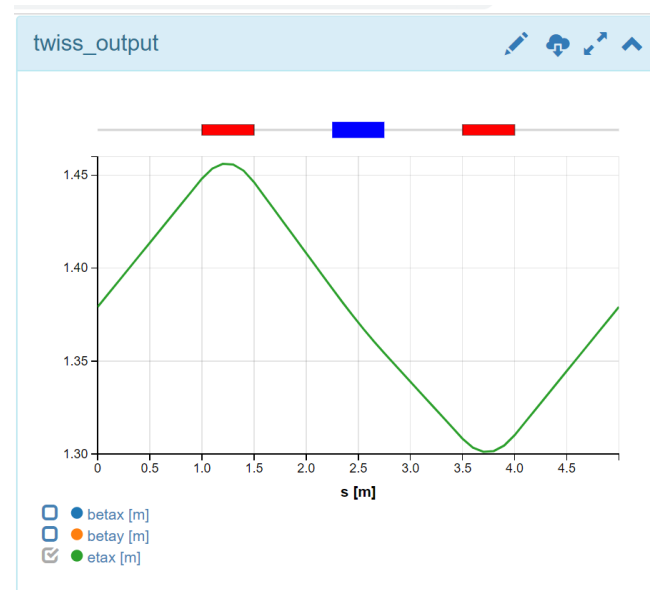 twiss_output
1.45
1.40
1.35
1.30
0 0.5 1.0 1.5 2.0 2.5 3.0 3.5 4.0 4.5
s [m]
betax [m]
betay [m]
etax [m]